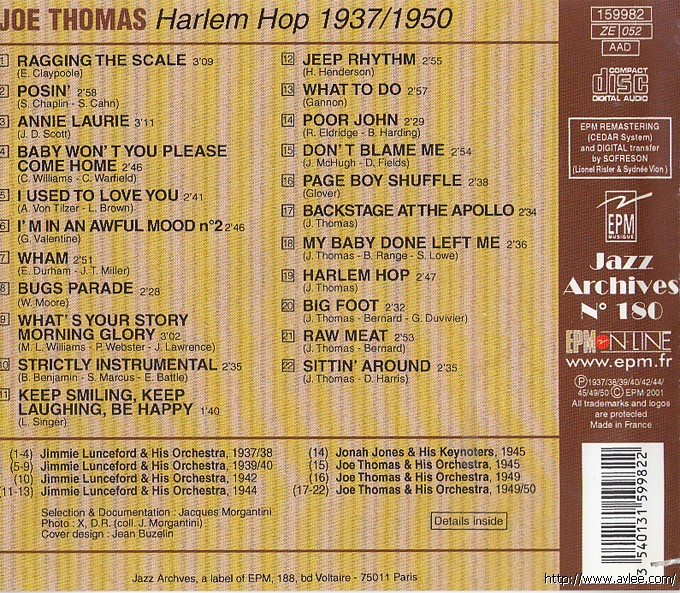 JOE THOMAS Harlem Hop 1937/1950
1 RAGGING THE SCALE 3'09
(E. Claypoole)
2 POSIN' 2'58
(S. Chaplin - S. Cahn)
3 ANNIE LAURIE 3'11
(J. D. Scott)
4 BABY WON'T YOU PLEASE
COME HOME 2'46
(C. Williams - C. Warfield)
5 I USED TO LOVE YOU 2'41
(A. Von Tilzer - L. Brown)
6 I'M IN AN AWFUL MOOD n°2 2'46
(G. Valentine)
7 WHAM 2'51
(E. Durham - J.T. Miller)
8 BUGS PARADE 2'28
(W. Moore)
9 WHAT'S YOUR STORY
MORNING GLORY 3'02
(M. L. Williams - P.Webster - J. Lawrence)
10 STRICTLY INSTRUMENTAL 2'35
(B. Benjamin - S. Marcus - E. Battle)
11 KEEP SMILING, KEEP
LAUGHING, BE HAPPY 1'40
(L. Singer)
12 JEEP RHYTHM 2'55
(H. Henderson)
13 WHAT TO DO 2'57
(Gannon)
14 POOR JOHN 2'29
(R. Eldridge - B. Harding)
15 DON'T BLAME ME 2'54
(J. McHugh - D. Fields)
16 PAGE BOY SHUFFLE 2'38
(Glover)
17 BACKSTAGE AT THE APOLLO 2'34
(J. Thomas)
18 MY BABY DONE LEFT ME 2'36
(J. Thomas - B. Range - S. Lowe)
19 HARLEM HOP 2'47
(J. Thomas)
20 BIG FOOT 2'32
(J. Thomas - Bernard - G. Duvivier)
21 RAW MEAT 2'53
(J. Thomas - Bernard)
22 SITTIN' AROUND 2'35
(J. Thomas - D. Harris)
(1-4) Jimmie Lunceford & His Orchestra, 1937/38
(5-9) Jimmie Lunceford & His Orchestra, 1939/40
(10) Jimmie Lunceford & His Orchestra, 1942
(11-13) Jimmie Lunceford & His Orchestra, 1944
(14) Jonah Jones & His Keynoters, 1945
(15) Joe Thomas & His Orchestra, 1945
(16) Joe Thomas & His Orchestra, 1949
(17-22) Joe Thomas & His Orchestra, 1949/50
Selection & Documentation : Jacques Morgantini
Photo : X, D.R. (coll. J. Morgantini)
Cover design : Jean Buzelin
Details inside
Jazz Archves, a label of EPM, 188, bd Voltaire - 75011 Paris
159982
ZE 052
AAD
COMPACT
disc
DIGITAL AUDIO
EPM REMASTERING
(CEDAR System)
and DIGITAL transfer
by SOFRESON
(Lionel Risler & Sydnée Vion)
EPM
MUSIQUE
Jazz
Archives
N° 180
EPM ON LINE
www.epm.fr
Ⓟ 1937/38/39/40/42/44/
45/49/50 © EPM 2001
All trademarks and logos
are protected
Made in France
3 540131 599822
http://www.avlee.com/